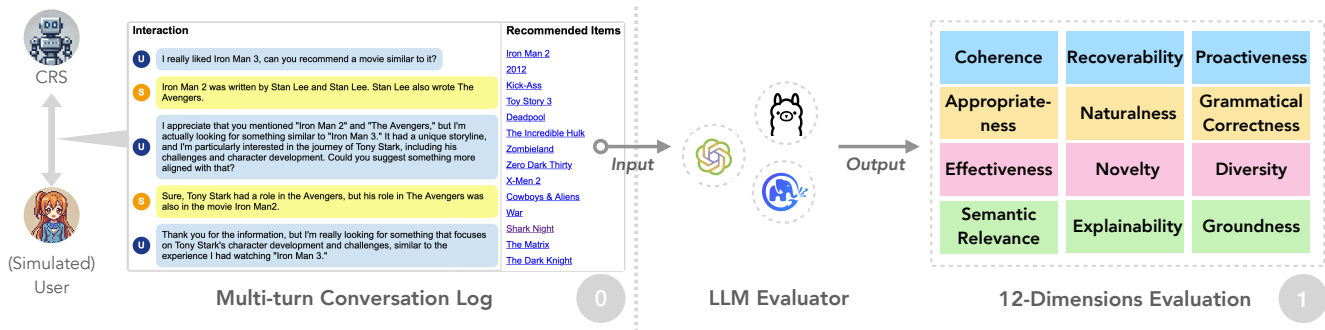 CRS
(Simulated)
User
Interaction
U
I really liked Iron Man 3, can you recommend a movie similar to it?
S
Iron Man 2 was written by Stan Lee and Stan Lee. Stan Lee also wrote The
Avengers.
U
I appreciate that you mentioned "Iron Man 2" and "The Avengers," but I'm
actually looking for something similar to "Iron Man 3." It had a unique storyline,
and I'm particularly interested in the journey of Tony Stark, including his
challenges and character development. Could you suggest something more
aligned with that?
S
Sure, Tony Stark had a role in the Avengers, but his role in The Avengers was
also in the movie Iron Man2.
U
Thank you for the information, but I'm really looking for something that focuses
on Tony Stark's character development and challenges, similar to the
experience I had watching "Iron Man 3."
Recommended Items
Iron Man 2
2012
Kick-Ass
Toy Story 3
Deadpool
The Incredible Hulk
Zombieland
Zero Dark Thirty
X-Men 2
Cowboys & Aliens
War
Shark Night
The Matrix
The Dark Knight
Multi-turn Conversation Log
0
Input
LLM Evaluator
Output
Coherence
Recoverability
Proactiveness
Appropriate-
ness
Naturalness
Grammatical
Correctness
Effectiveness
Novelty
Diversity
Semantic
Relevance
Explainability
Groundness
12-Dimensions Evaluation
1